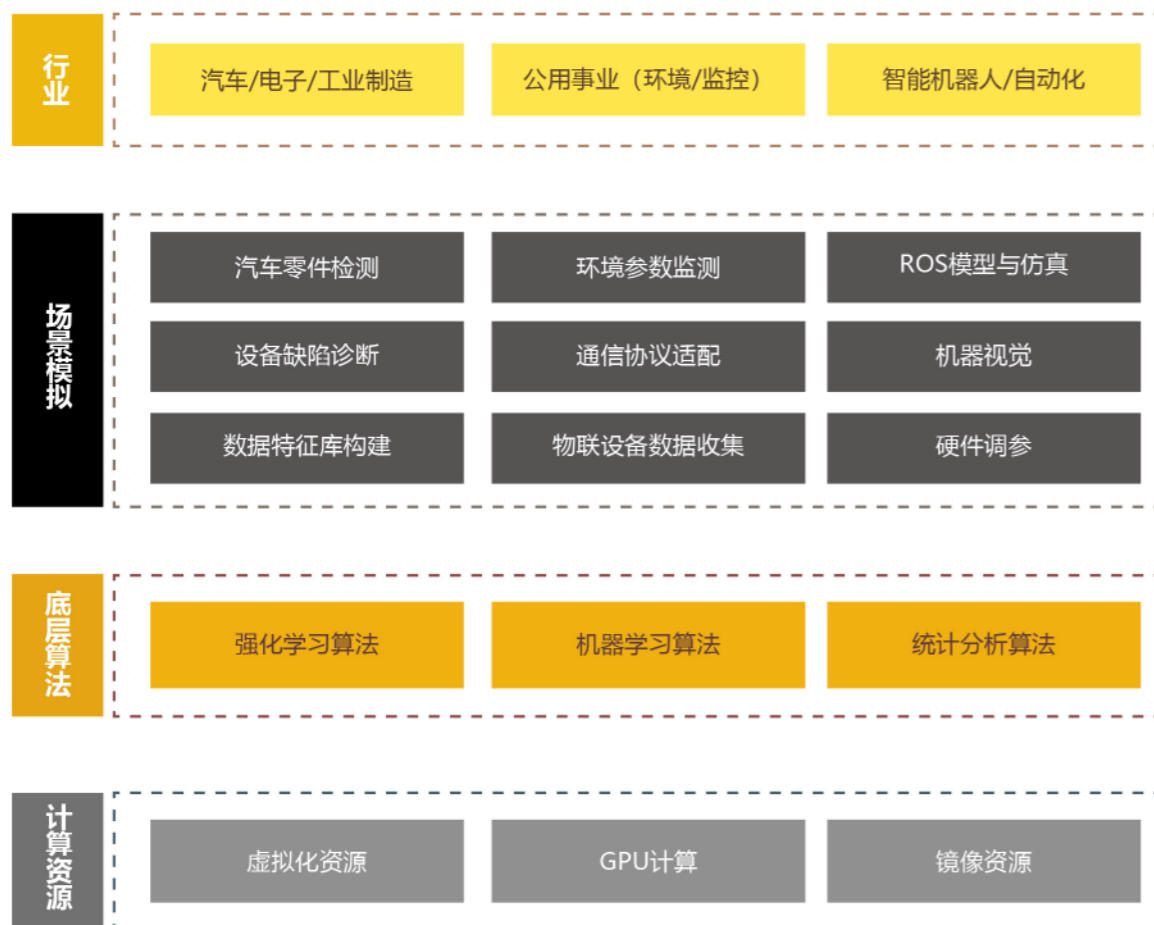 行业
汽车/电子/工业制造
公用事业（环境/监控）
智能机器人/自动化
场景模拟
汽车零件检测
环境参数监测
ROS模型与仿真
设备缺陷诊断
通信协议适配
机器视觉
数据特征库构建
物联设备数据收集
硬件调参
底层算法
强化学习算法
机器学习算法
统计分析算法
计算资源
虚拟化资源
GPU计算
镜像资源